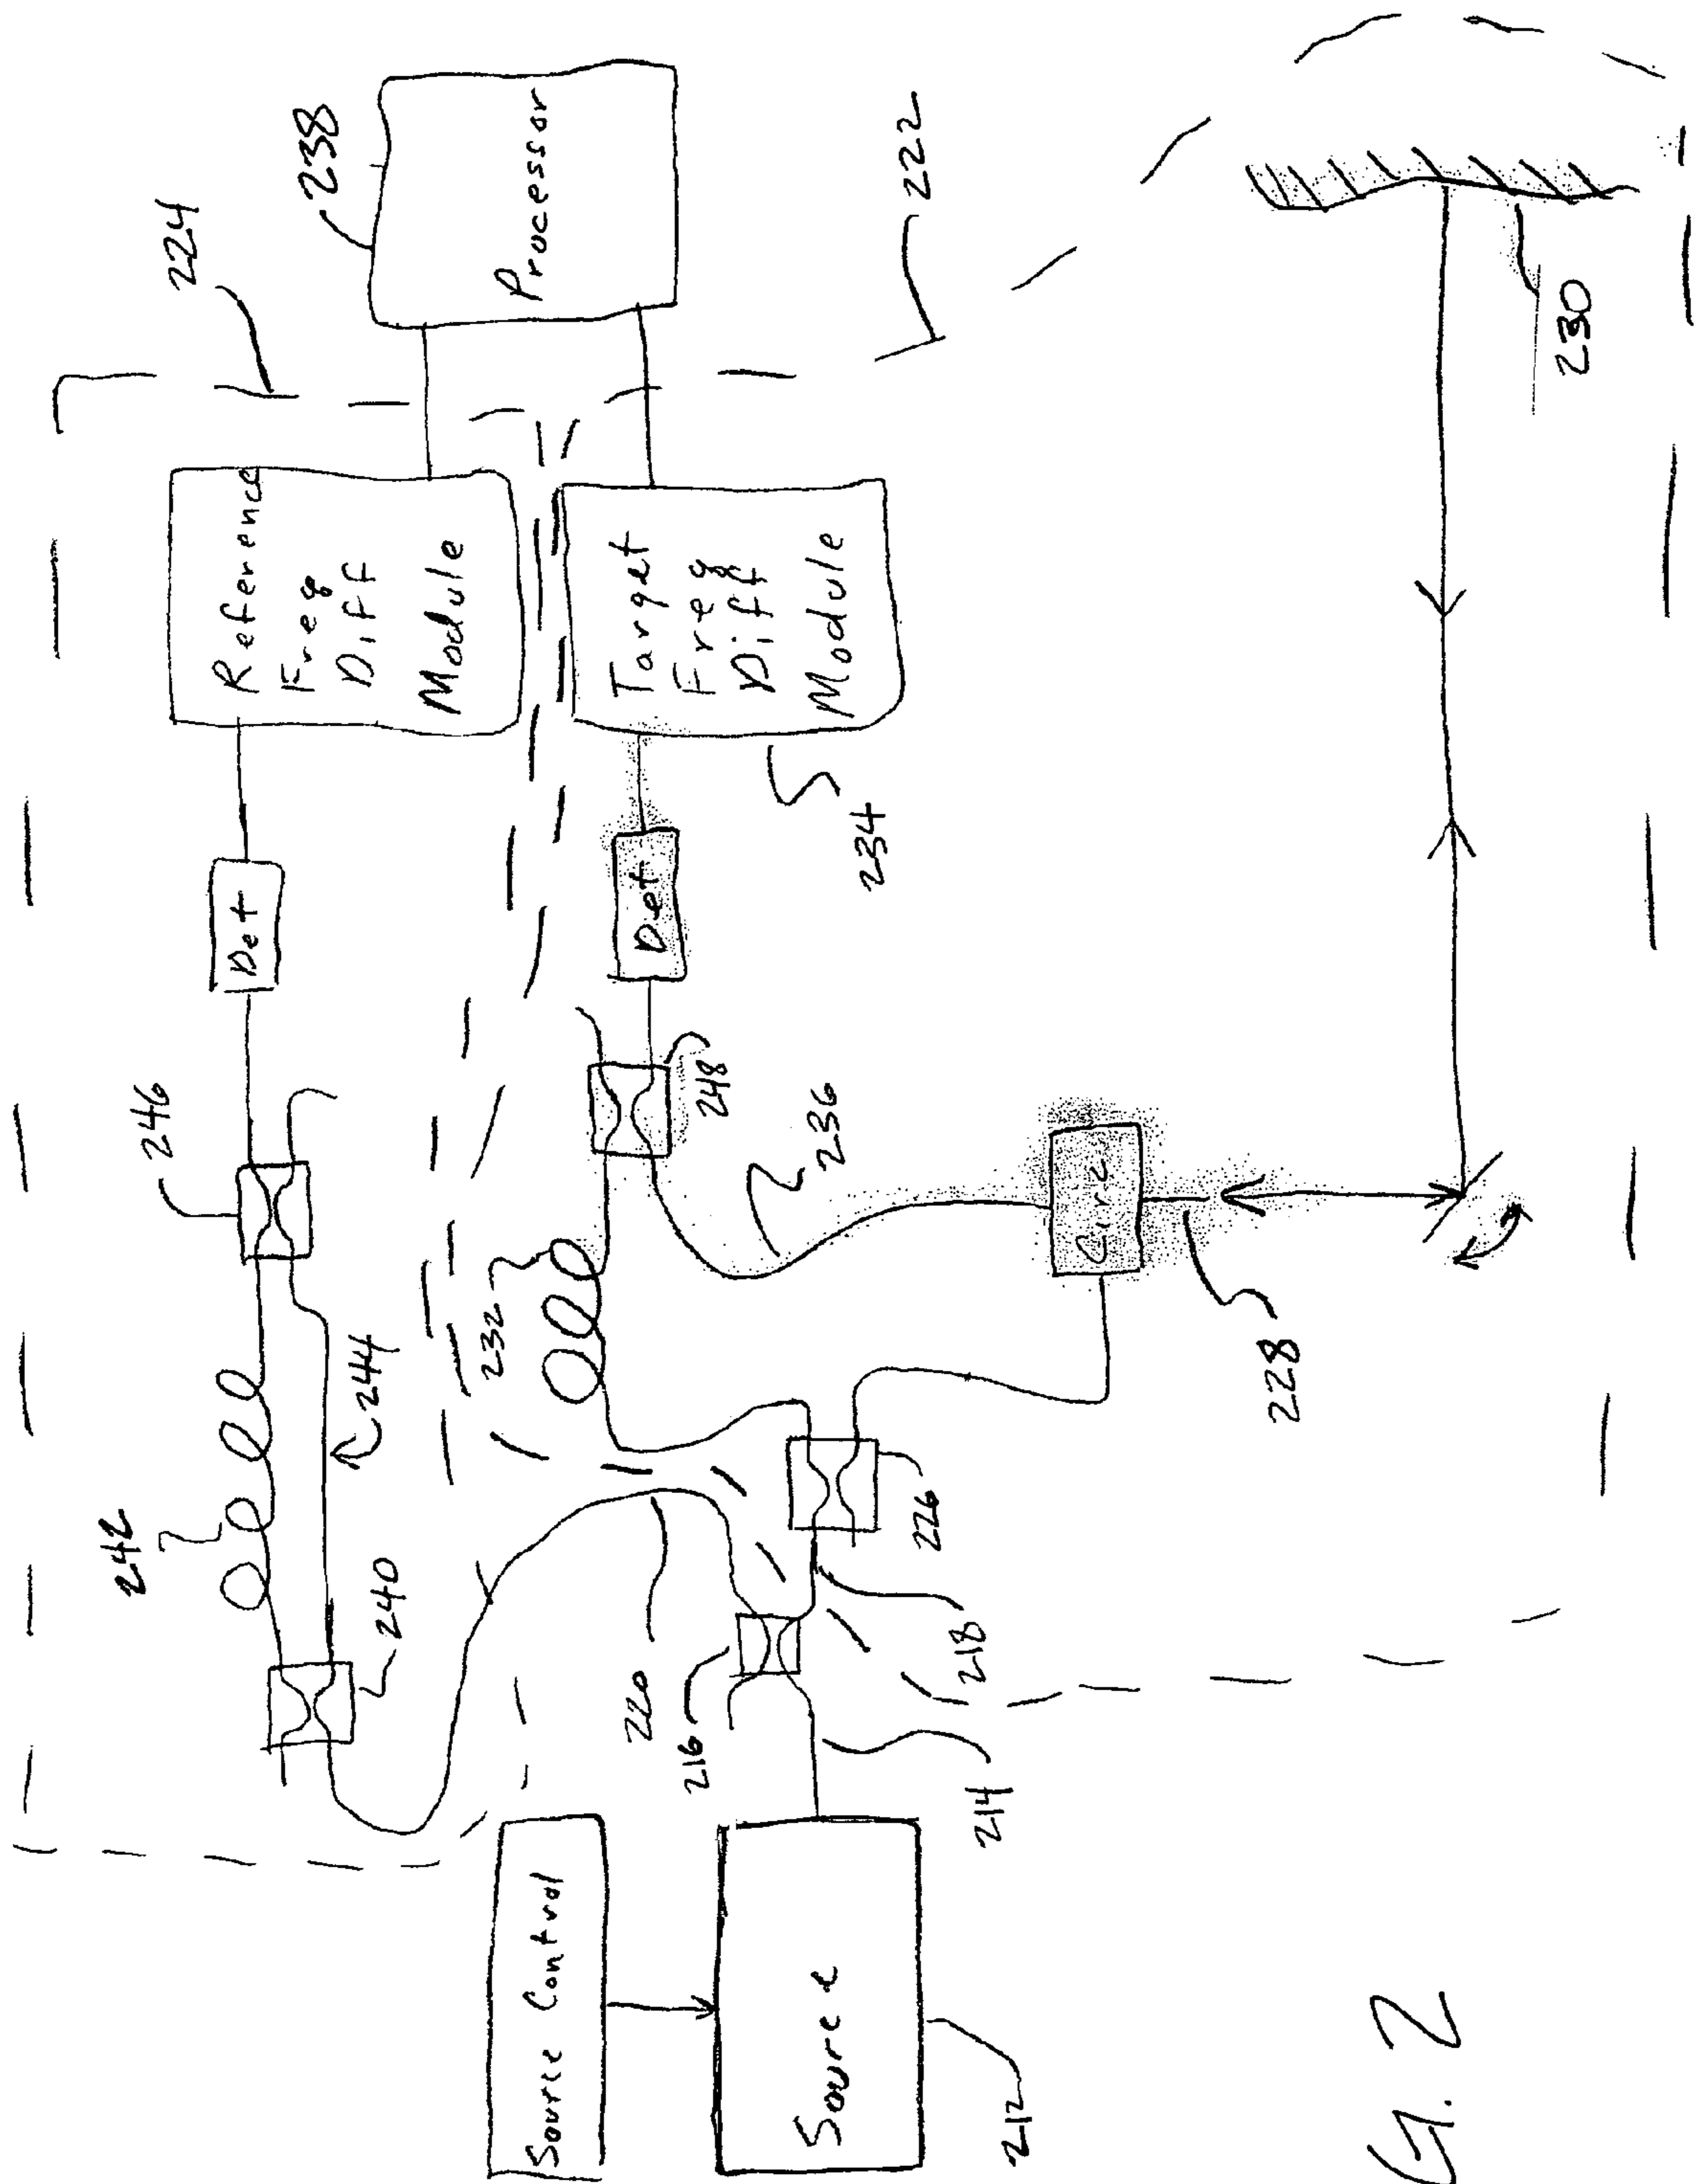 224
238
Processor
222
Reference
Freq
Diff
Module
Target
Freq
Diff
Module
234
230
Det
Det
246
248
236
Circ
232
244
228
242
240
226
220
216
218
214
Source Control
Source
212
G. 2